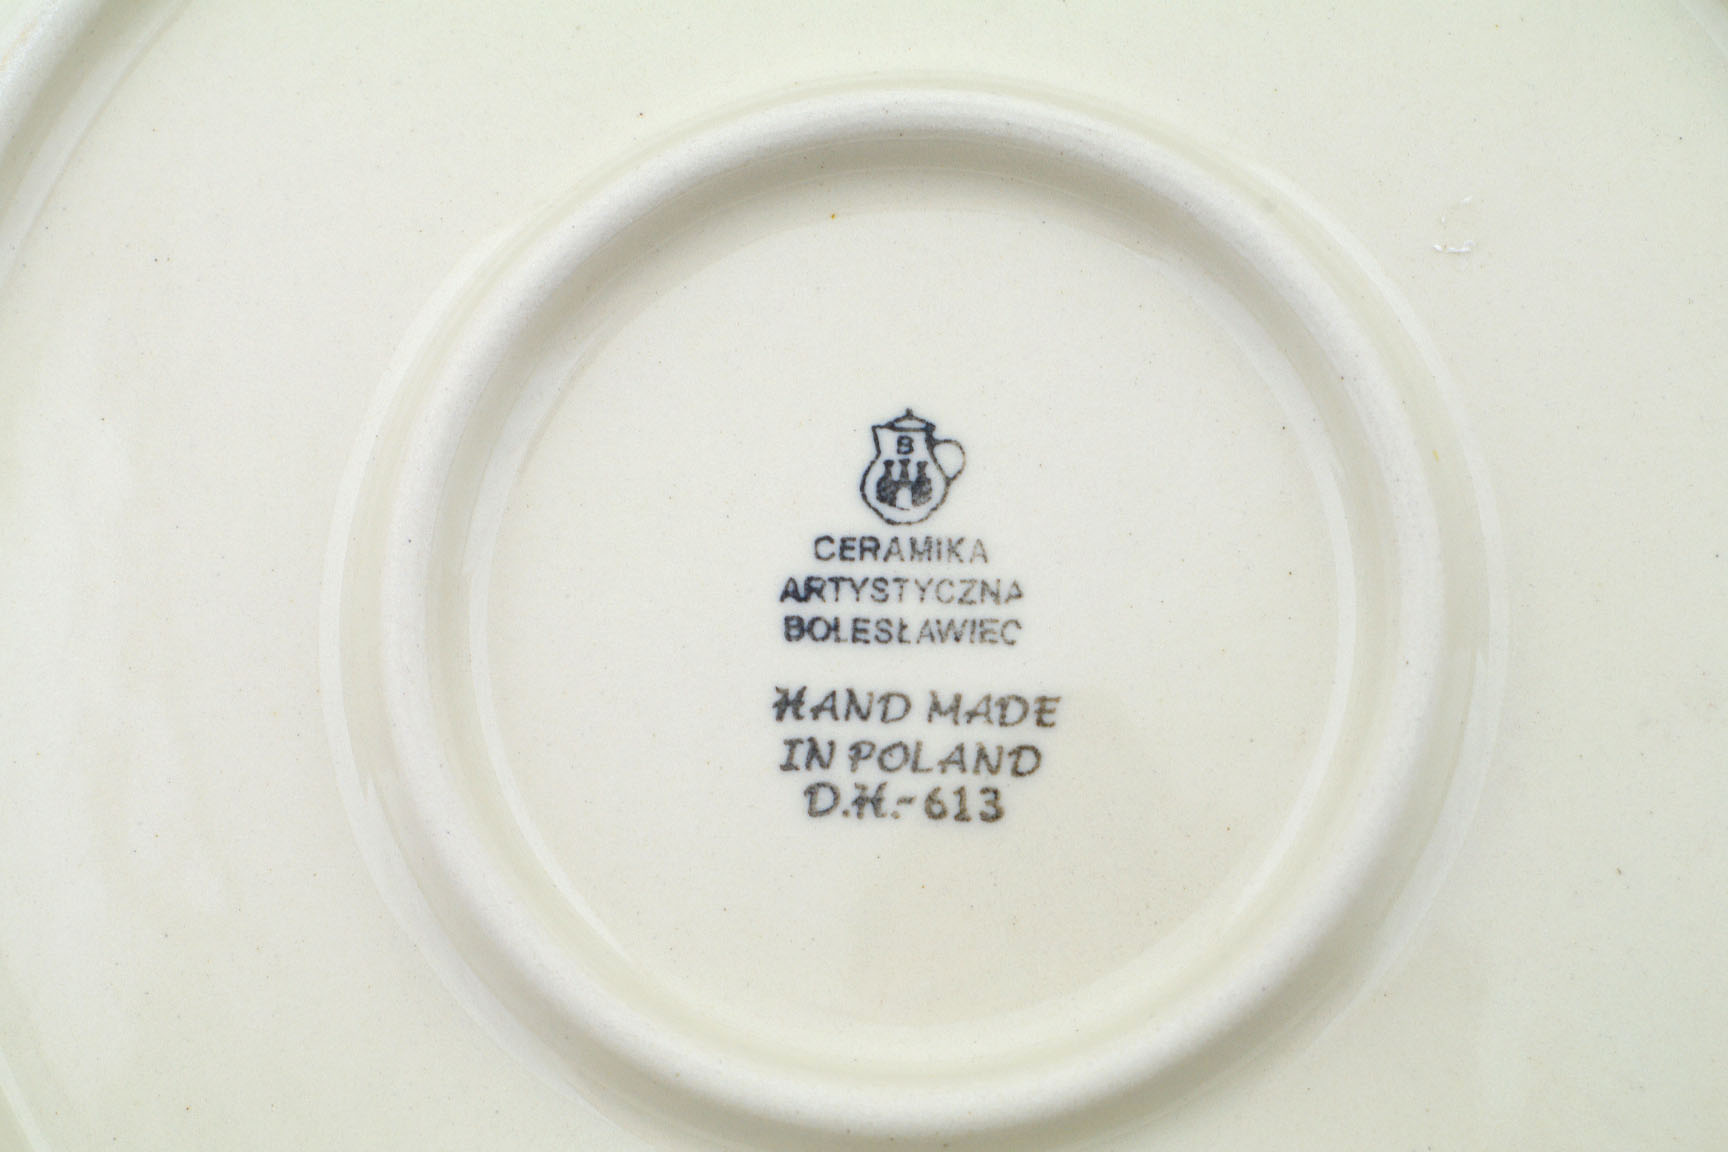 B
CERAMIKA
ARTYSTYCZNA
BOLESŁAWIEC
HAND MADE
IN POLAND
D.H.-613